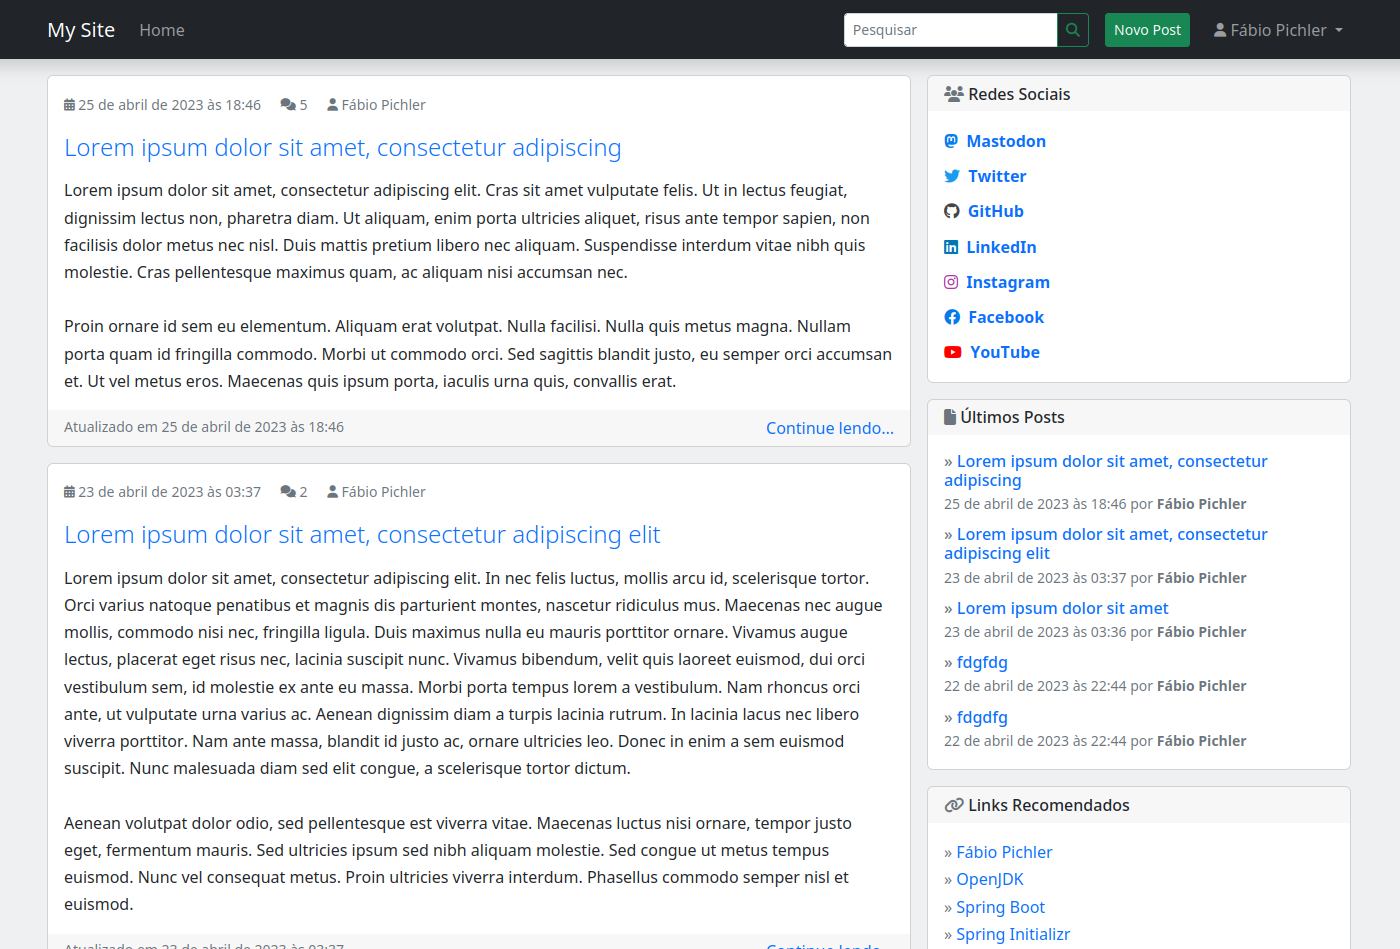 My Site Home Pesquisar Novo Post Fábio Pichler
25 de abril de 2023 às 18:46 5 Fábio Pichler
Lorem ipsum dolor sit amet, consectetur adipiscing
Lorem ipsum dolor sit amet, consectetur adipiscing elit. Cras sit amet vulputate felis. Ut in lectus feugiat,
dignissim lectus non, pharetra diam. Ut aliquam, enim porta ultricies aliquet, risus ante tempor sapien, non
facilisis dolor metus nec nisl. Duis mattis pretium libero nec aliquam. Suspendisse interdum vitae nibh quis
molestie. Cras pellentesque maximus quam, ac aliquam nisi accumsan nec.
Proin ornare id sem eu elementum. Aliquam erat volutpat. Nulla facilisi. Nulla quis metus magna. Nullam
porta quam id fringilla commodo. Morbi ut commodo orci. Sed sagittis blandit justo, eu semper orci accumsan
et. Ut vel metus eros. Maecenas quis ipsum porta, iaculis urna quis, convallis erat.
Atualizado em 25 de abril de 2023 às 18:46 Continue lendo...
23 de abril de 2023 às 03:37 2 Fábio Pichler
Lorem ipsum dolor sit amet, consectetur adipiscing elit
Lorem ipsum dolor sit amet, consectetur adipiscing elit. In nec felis luctus, mollis arcu id, scelerisque tortor.
Orci varius natoque penatibus et magnis dis parturient montes, nascetur ridiculus mus. Maecenas nec augue
mollis, commodo nisi nec, fringilla ligula. Duis maximus nulla eu mauris porttitor ornare. Vivamus augue
lectus, placerat eget risus nec, lacinia suscipit nunc. Vivamus bibendum, velit quis laoreet euismod, dui orci
vestibulum sem, id molestie ex ante eu massa. Morbi porta tempus lorem a vestibulum. Nam rhoncus orci
ante, ut vulputate urna varius ac. Aenean dignissim diam a turpis lacinia rutrum. In lacinia lacus nec libero
viverra porttitor. Nam ante massa, blandit id justo ac, ornare ultricies leo. Donec in enim a sem euismod
suscipit. Nunc malesuada diam sed elit congue, a scelerisque tortor dictum.
Aenean volutpat dolor odio, sed pellentesque est viverra vitae. Maecenas luctus nisi ornare, tempor justo
eget, fermentum mauris. Sed ultricies ipsum sed nibh aliquam molestie. Sed congue ut metus tempus
euismod. Nunc vel consequat metus. Proin ultricies viverra interdum. Phasellus commodo semper nisl et
euismod.
Atualizado em 23 de abril de 2023 às 03:37 Continue lendo...
Redes Sociais
Mastodon
Twitter
GitHub
LinkedIn
Instagram
Facebook
YouTube
Últimos Posts
» Lorem ipsum dolor sit amet, consectetur
adipiscing
25 de abril de 2023 às 18:46 por Fábio Pichler
» Lorem ipsum dolor sit amet, consectetur
adipiscing elit
23 de abril de 2023 às 03:37 por Fábio Pichler
» Lorem ipsum dolor sit amet
23 de abril de 2023 às 03:36 por Fábio Pichler
» fdgfdg
22 de abril de 2023 às 22:44 por Fábio Pichler
» fdgdfg
22 de abril de 2023 às 22:44 por Fábio Pichler
Links Recomendados
» Fábio Pichler
» OpenJDK
» Spring Boot
» Spring Initializr